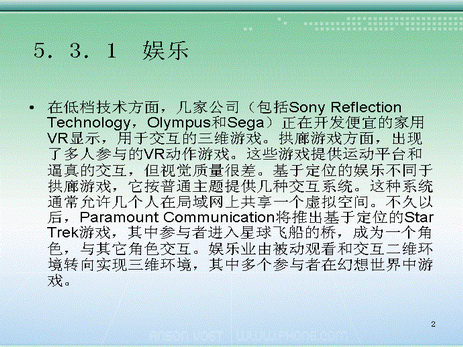 5．3．1 娱乐
• 在低档技术方面，几家公司（包括Sony Reflection
Technology，Olympus和Sega）正在开发便宜的家用
VR显示，用于交互的三维游戏。拱廊游戏方面，出现
了多人参与的VR动作游戏。这些游戏提供运动平台和
逼真的交互，但视觉质量很差。基于定位的娱乐不同于
拱廊游戏，它按普通主题提供几种交互系统。这种系统
通常允许几个人在局域网上共享一个虚拟空间。不久以
后，Paramount Communication将推出基于定位的Star
Trek游戏，其中参与者进入星球飞船的桥，成为一个角
色，与其它角色交互。娱乐业由被动观看和交互二维环
境转向实现三维环境，其中多个参与者在幻想世界中游
戏。
2